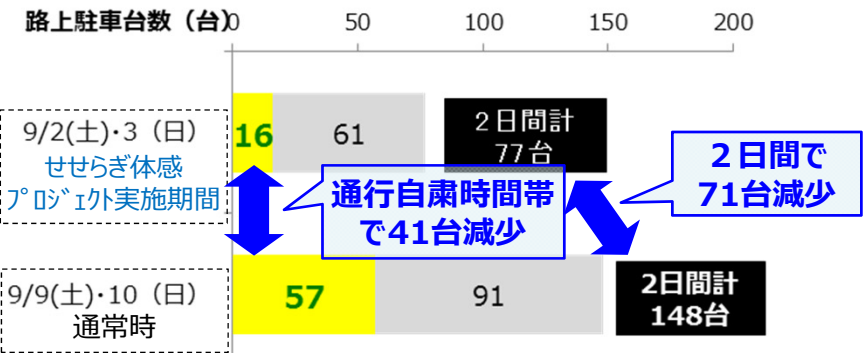 路上駐車台数（台）
0 50 100 150 200
9/2(土)･3（日）
せせらぎ体感
ﾌﾟﾛｼﾞｪｸﾄ実施期間
16 61
２日間計
77台
通行自粛時間帯
で41台減少
２日間で
71台減少
9/9(土)･10（日）
通常時
57 91
2日間計
148台